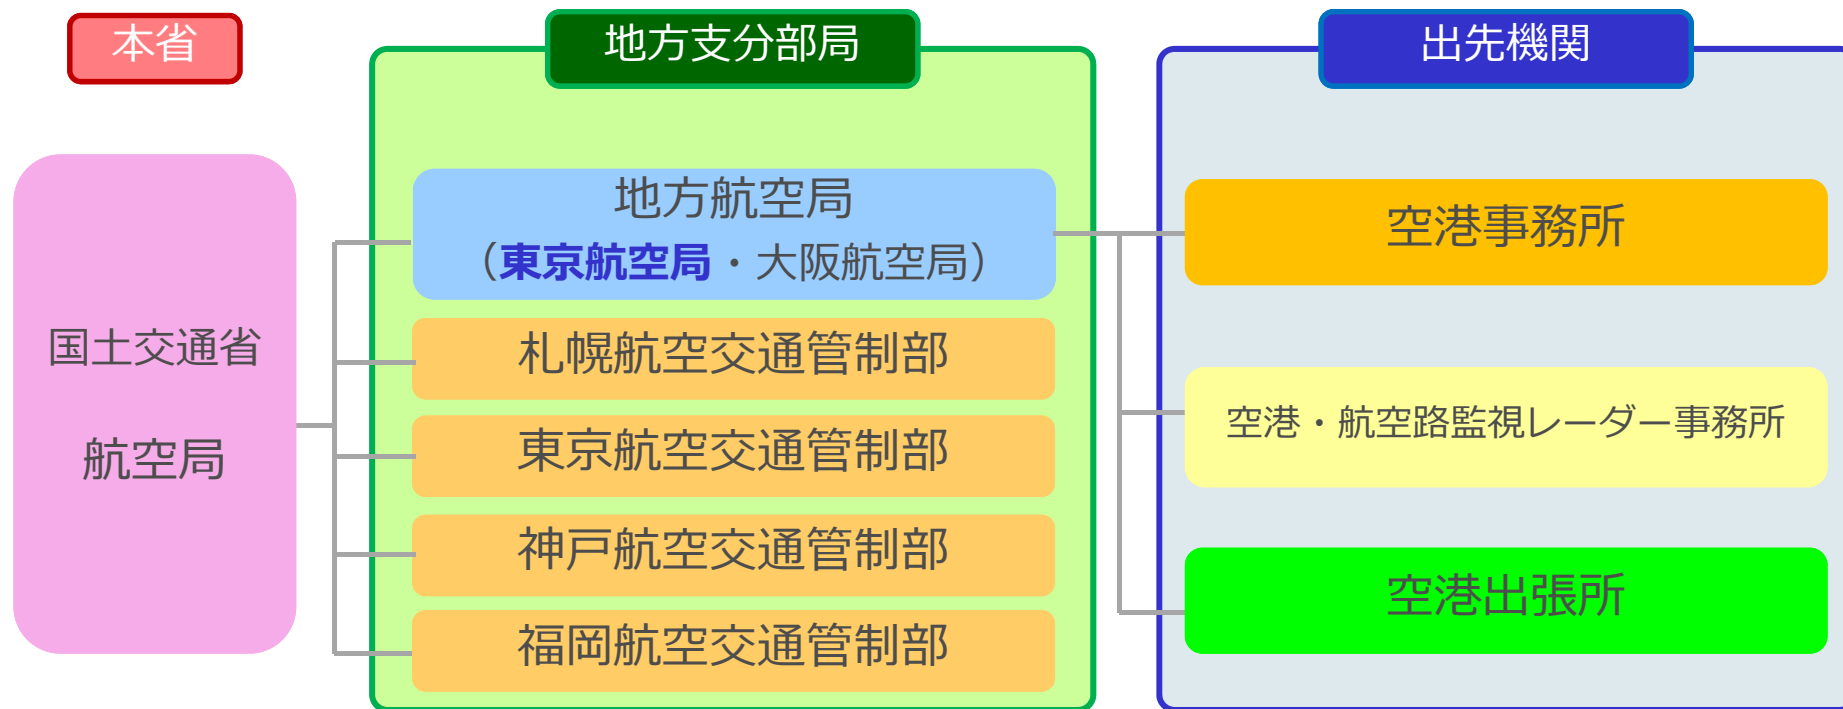 本省
地方支分部局
出先機関
国土交通省
航空局
地方航空局
（東京航空局・大阪航空局）
札幌航空交通管制部
東京航空交通管制部
神戸航空交通管制部
福岡航空交通管制部
空港事務所
空港・航空路監視レーダー事務所
空港出張所